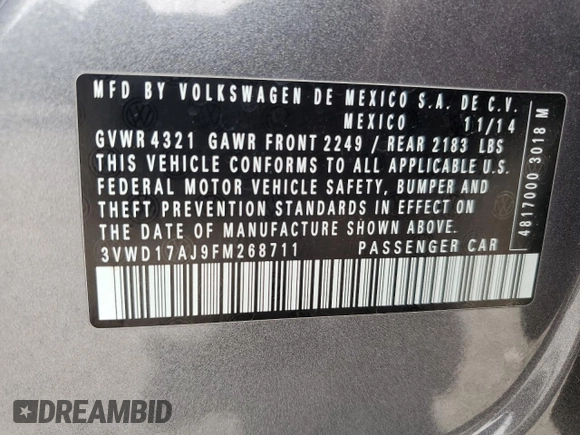 MFD BY VOLKSWAGEN DE MEXICO S.A. DE C.V.
MEXICO 11/14
GVWR 4321 GAWR FRONT 2249 / REAR 2183 LBS
THIS VEHICLE CONFORMS TO ALL APPLICABLE U.S.
FEDERAL MOTOR VEHICLE SAFETY, BUMPER AND
THEFT PREVENTION STANDARDS IN EFFECT ON
THE DATE OF MANUFACTURE SHOWN ABOVE.
3VWD17AJ9FM268711 PASSENGER CAR
4817000 3018 M
DREAMBID